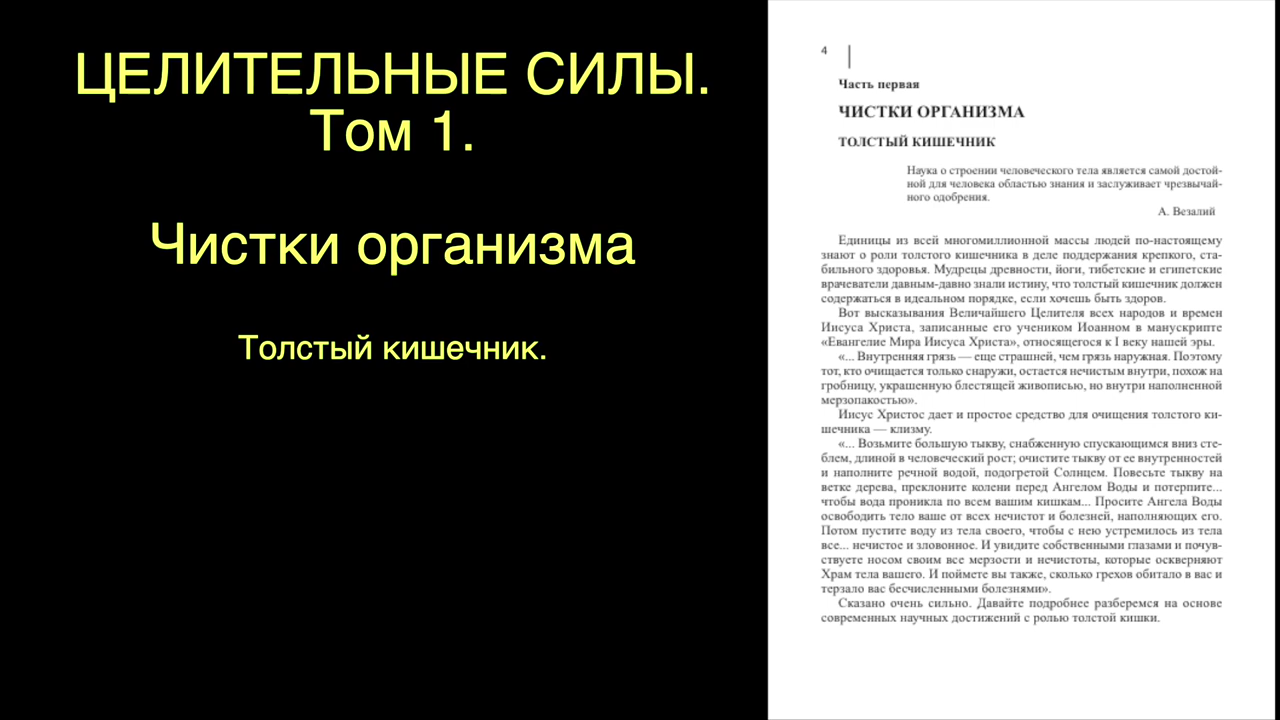 ЦЕЛИТЕЛЬНЫЕ СИЛЫ.
Том 1.
Чистки организма
Толстый кишечник.
4
Часть первая
ЧИСТКИ ОРГАНИЗМА
ТОЛСТЫЙ КИШЕЧНИК
Наука о строении человеческого тела является самой достой-
ной для человека областью знания и заслуживает чрезвычай-
ного одобрения.
А. Везалий
Единицы из всей многомиллионной массы людей по-настоящему
знают о роли толстого кишечника в деле поддержания крепкого, ста-
бильного здоровья. Мудрецы древности, йоги, тибетские и египетские
врачеватели давным-давно знали истину, что толстый кишечник должен
содержаться в идеальном порядке, если хочешь быть здоров.
Вот высказывания Величайшего Целителя всех народов и времен
Иисуса Христа, записанные его учеником Иоанном в манускрипте
«Евангелие Мира Иисуса Христа», относящегося к I веку нашей эры.
«... Внутренняя грязь — еще страшней, чем грязь наружная. Поэтому
тот, кто очищается только снаружи, остается нечистым внутри, похож на
гробницу, украшенную блестящей живописью, но внутри наполненной
мерзопакостью».
Иисус Христос дает и простое средство для очищения толстого ки-
шечника — клизму.
«... Возьмите большую тыкву, снабженную спускающимся вниз сте-
блем, длиной в человеческий рост; очистите тыкву от ее внутренностей
и наполните речной водой, подогретой Солнцем. Повесьте тыкву на
ветке дерева, преклоните колени перед Ангелом Воды и потерпите...
чтобы вода проникла по всем вашим кишкам... Просите Ангела Воды
освободить тело ваше от всех нечистот и болезней, наполняющих его.
Потом пустите воду из тела своего, чтобы с нею устремилось из тела
все... нечистое и зловонное. И увидите собственными глазами и почув-
ствуете носом своим все мерзости и нечистоты, которые оскверняют
Храм тела вашего. И поймете вы также, сколько грехов обитало в вас и
терзало вас бесчисленными болезнями».
Сказано очень сильно. Давайте подробнее разберемся на основе
современных научных достижений с ролью толстой кишки.